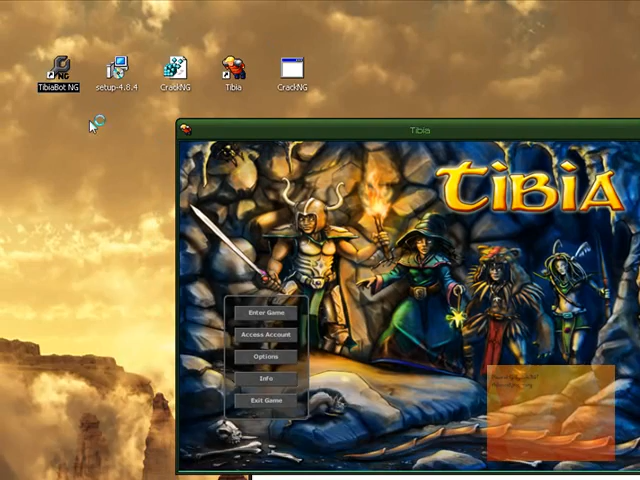 TibiaBot NG
setup-4.8.4
CrackNG
Tibia
CrackNG
Tibia
TIBIA
Enter Game
Access Account
Options
Info
Exit Game